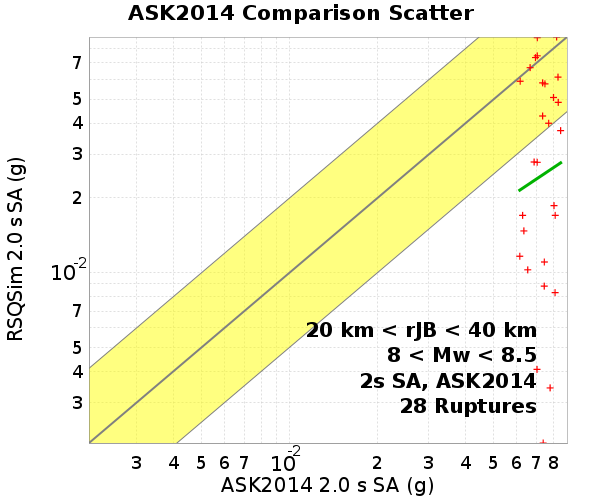 ASK2014 Comparison Scatter
RSQSim 2.0 s SA (g)
7
5
4
3
2
10-2
7
5
4
3
20 km < rJB < 40 km
8 < Mw < 8.5
2s SA, ASK2014
28 Ruptures
3 4 5 6 7 10-2 2 3 4 5 6 7 8
ASK2014 2.0 s SA (g)